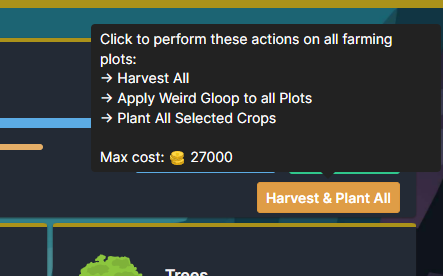 Click to perform these actions on all farming
plots:
→ Harvest All
→ Apply Weird Gloop to all Plots
→ Plant All Selected Crops
Max cost: 27000
Harvest & Plant All
Trees